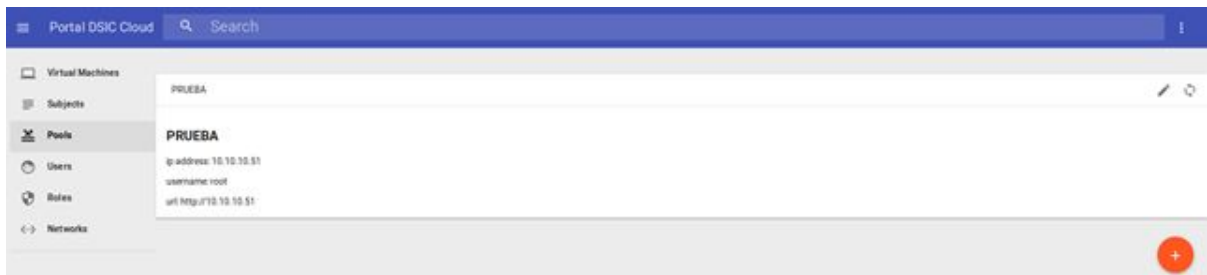 Portal DSIC Cloud
Search
Virtual Machines
Subjects
Pools
Users
Roles
Networks
PRUEBA
PRUEBA
ip address: 10.10.10.51
username: root
url: http://10.10.10.51